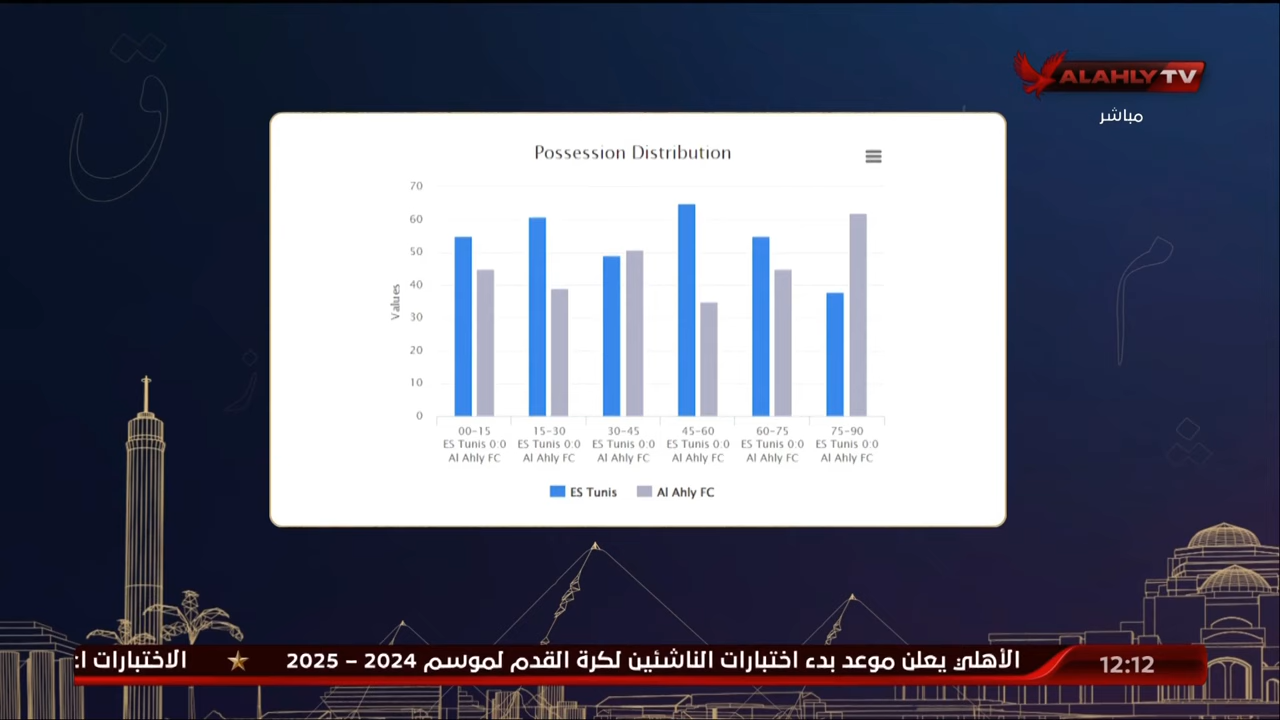 ALAHLY TV
مباشر
Possession Distribution
70
60
50
40
30
20
10
0
Values
00-15
ES Tunis 0:0
Al Ahly FC
15-30
ES Tunis 0:0
Al Ahly FC
30-45
ES Tunis 0:0
Al Ahly FC
45-60
ES Tunis 0:0
Al Ahly FC
60-75
ES Tunis 0:0
Al Ahly FC
75-90
ES Tunis 0:0
Al Ahly FC
ES Tunis
Al Ahly FC
12:12
الأهلي يعلن موعد بدء اختبارات الناشئين لكرة القدم لموسم 2024 – 2025 الاختبارات